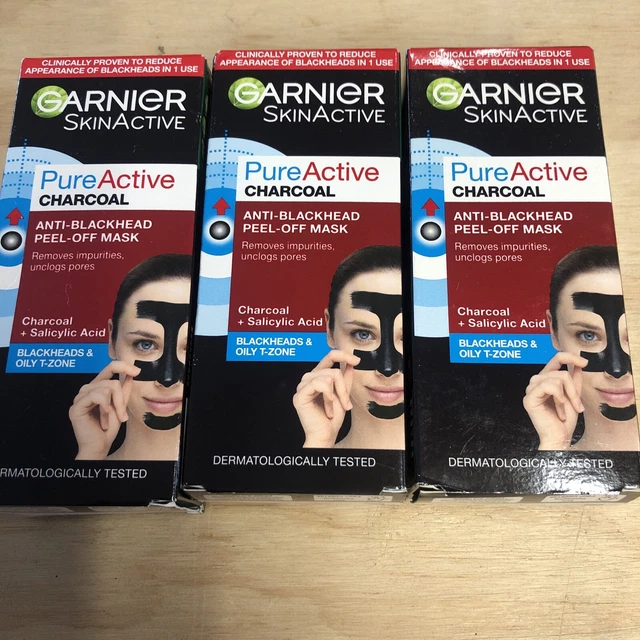 CLINICALLY PROVEN TO REDUCE
APPEARANCE OF BLACKHEADS IN 1 USE
GARNIER
SKINACTIVE
PureActive
CHARCOAL
ANTI-BLACKHEAD
PEEL-OFF MASK
Removes impurities,
unclogs pores
Charcoal
+ Salicylic Acid
BLACKHEADS &
OILY T-ZONE
RMATOLOGICALLY TESTED
CLINICALLY PROVEN TO REDUCE
APPEARANCE OF BLACKHEADS IN 1 USE
GARNIER
SKINACTIVE
PureActive
CHARCOAL
ANTI-BLACKHEAD
PEEL-OFF MASK
Removes impurities,
unclogs pores
Charcoal
+ Salicylic Acid
BLACKHEADS &
OILY T-ZONE
DERMATOLOGICALLY TESTED
CLINICALLY PROVEN TO REDUCE
APPEARANCE OF BLACKHEADS IN 1 USE
GARNIER
SKINACTIVE
PureActive
CHARCOAL
ANTI-BLACKHEAD
PEEL-OFF MASK
Removes impurities,
unclogs pores
Charcoal
+ Salicylic Acid
BLACKHEADS &
OILY T-ZONE
DERMATOLOGICALLY TESTED